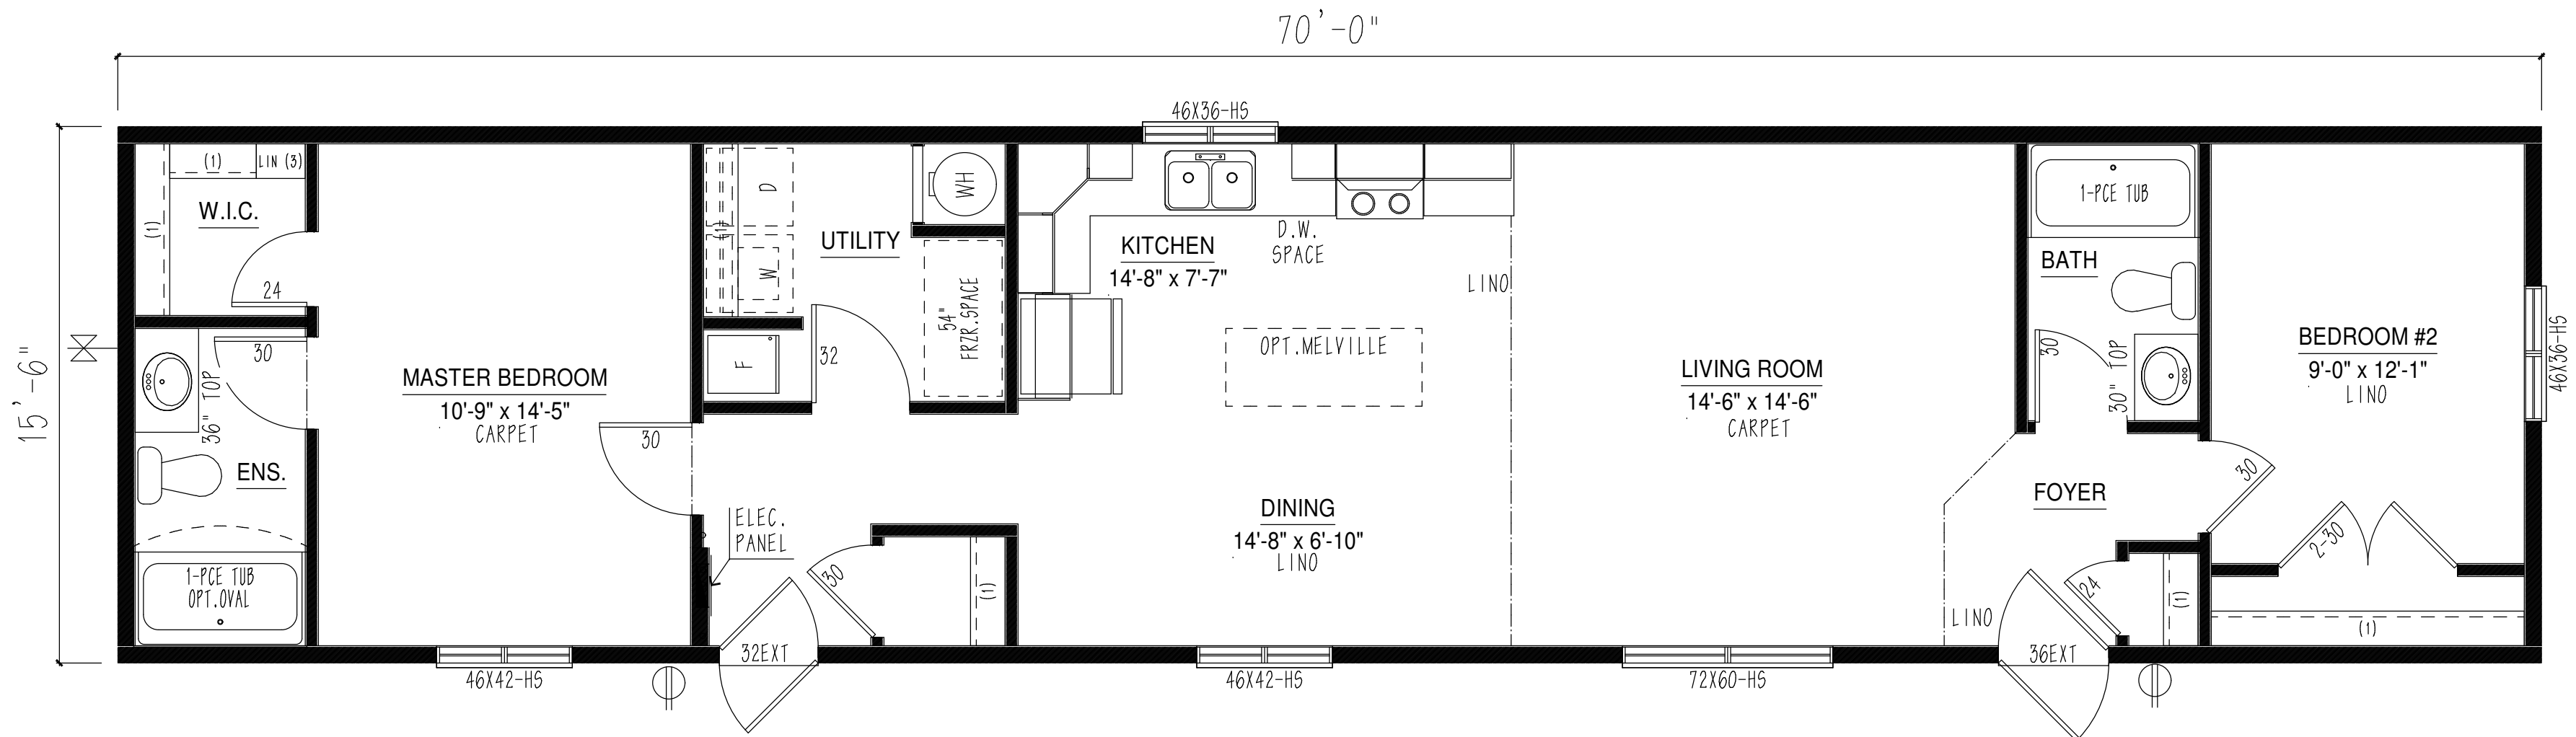 70'-0"
15'-6"
46X36-HS
(1)
LIN (3)
(1)
W.I.C.
24
30
36" TOP
ENS.
1-PCE TUB
OPT.OVAL
MASTER BEDROOM
10'-9" x 14'-5"
CARPET
30
46X42-HS
D
(1)
W
WH
UTILITY
54"
FRZR.SPACE
F
32
ELEC.
PANEL
30
(1)
32EXT
KITCHEN
14'-8" x 7'-7"
D.W.
SPACE
LINO
OPT.MELVILLE
DINING
14'-8" x 6'-10"
LINO
46X42-HS
LIVING ROOM
14'-6" x 14'-6"
CARPET
72X60-HS
1-PCE TUB
BATH
30
30" TOP
FOYER
30
24
(1)
LINO
36EXT
BEDROOM #2
9'-0" x 12'-1"
LINO
2-30
(1)
46X36-HS